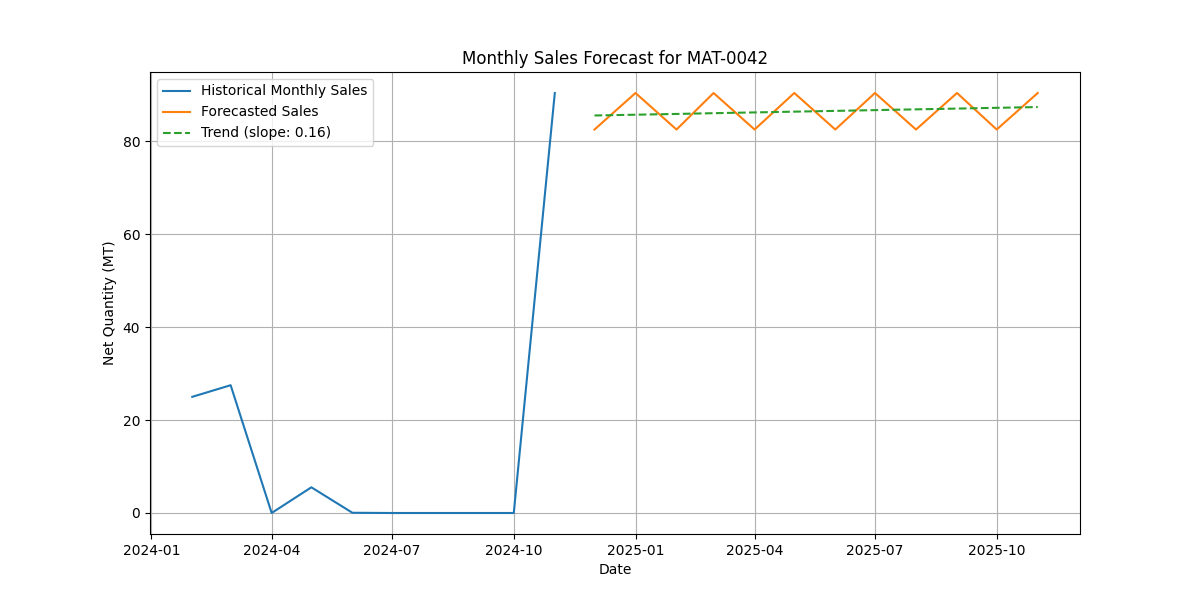 Monthly Sales Forecast for MAT-0042
Historical Monthly Sales
Forecasted Sales
Trend (slope: 0.16)
Net Quantity (MT)
80
60
40
20
0
2024-01
2024-04
2024-07
2024-10
2025-01
2025-04
2025-07
2025-10
Date